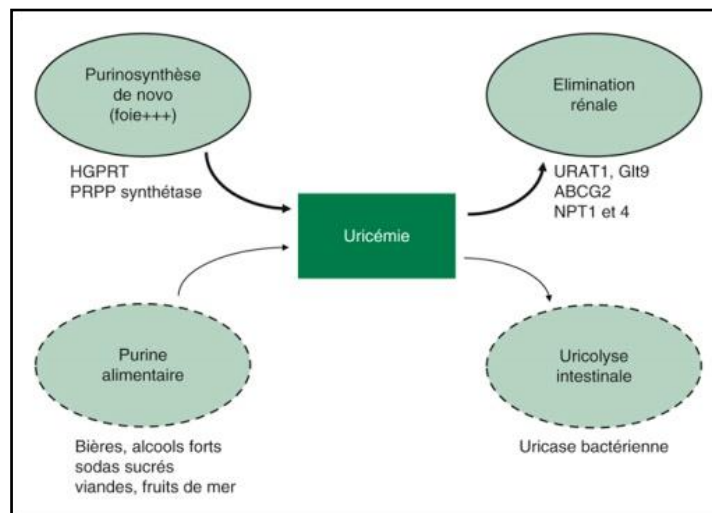 Purinosynthèse
de novo
(foie+++)
HGPRT
PRPP synthétase
Elimination
rénale
URAT1, Glt9
ABCG2
NPT1 et 4
Uricémie
Purine
alimentaire
Bières, alcools forts
sodas sucrés
viandes, fruits de mer
Uricolyse
intestinale
Uricase bactérienne